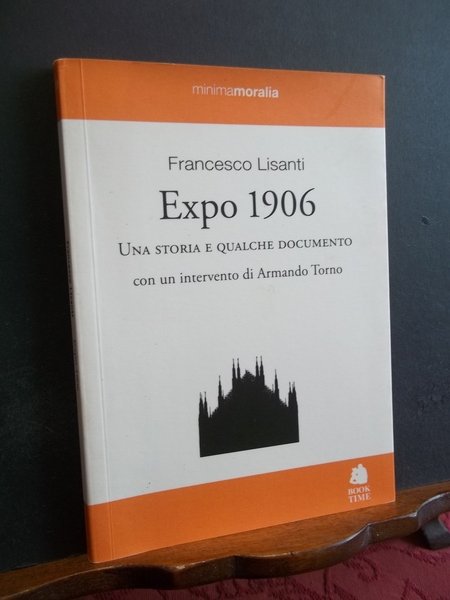 minimamoralia
Francesco Lisanti
Expo 1906
UNA STORIA E QUALCHE DOCUMENTO
con un intervento di Armando Torno
BOOK
TIME